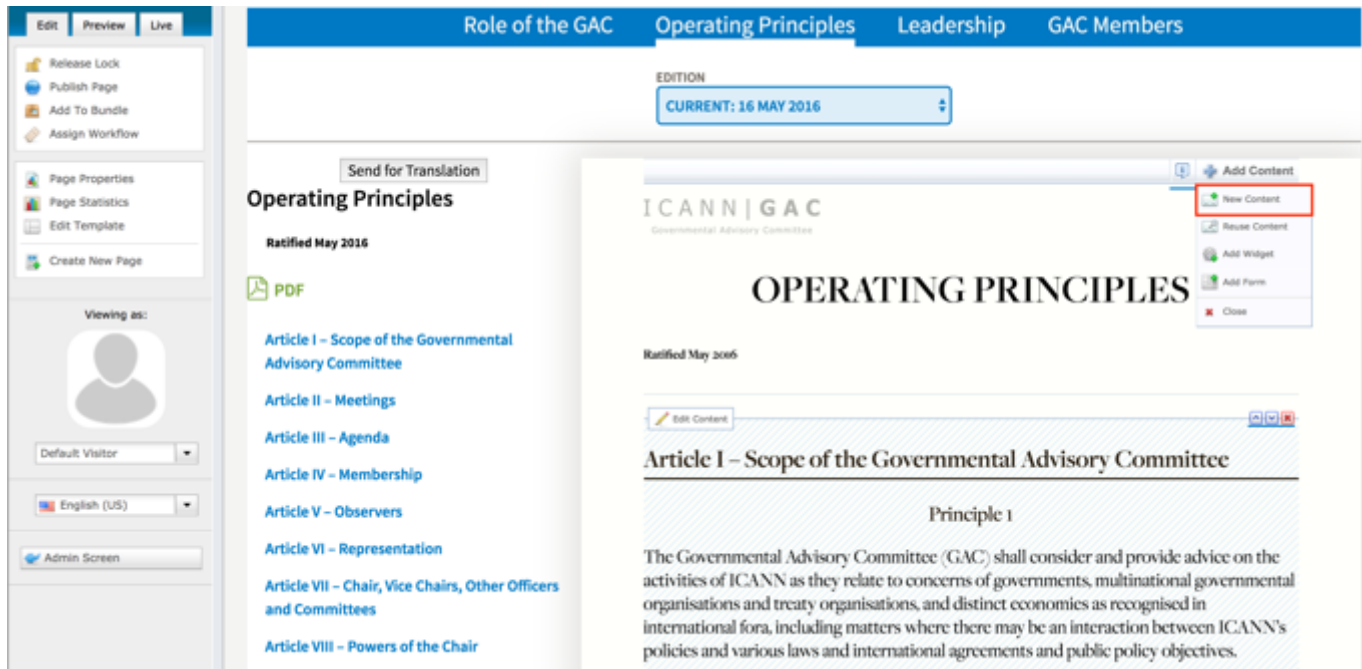 Edit Preview Live
Release Lock
Publish Page
Add To Bundle
Assign Workflow
Page Properties
Page Statistics
Edit Template
Create New Page
Viewing as:
Default Visitor
English (US)
Admin Screen
Role of the GAC Operating Principles Leadership GAC Members
EDITION
CURRENT: 16 MAY 2016
Send for Translation
Operating Principles
Ratified May 2016
PDF
Article I – Scope of the Governmental
Advisory Committee
Article II – Meetings
Article III – Agenda
Article IV – Membership
Article V – Observers
Article VI – Representation
Article VII – Chair, Vice Chairs, Other Officers
and Committees
Article VIII – Powers of the Chair
Add Content
New Content
Reuse Content
Add Widget
Add Form
Close
ICANN|GAC
Governmental Advisory Committee
OPERATING PRINCIPLES
Ratified May 2016
Edit Content
Article I – Scope of the Governmental Advisory Committee
Principle 1
The Governmental Advisory Committee (GAC) shall consider and provide advice on the
activities of ICANN as they relate to concerns of governments, multinational governmental
organisations and treaty organisations, and distinct economies as recognised in
international fora, including matters where there may be an interaction between ICANN's
policies and various laws and international agreements and public policy objectives.